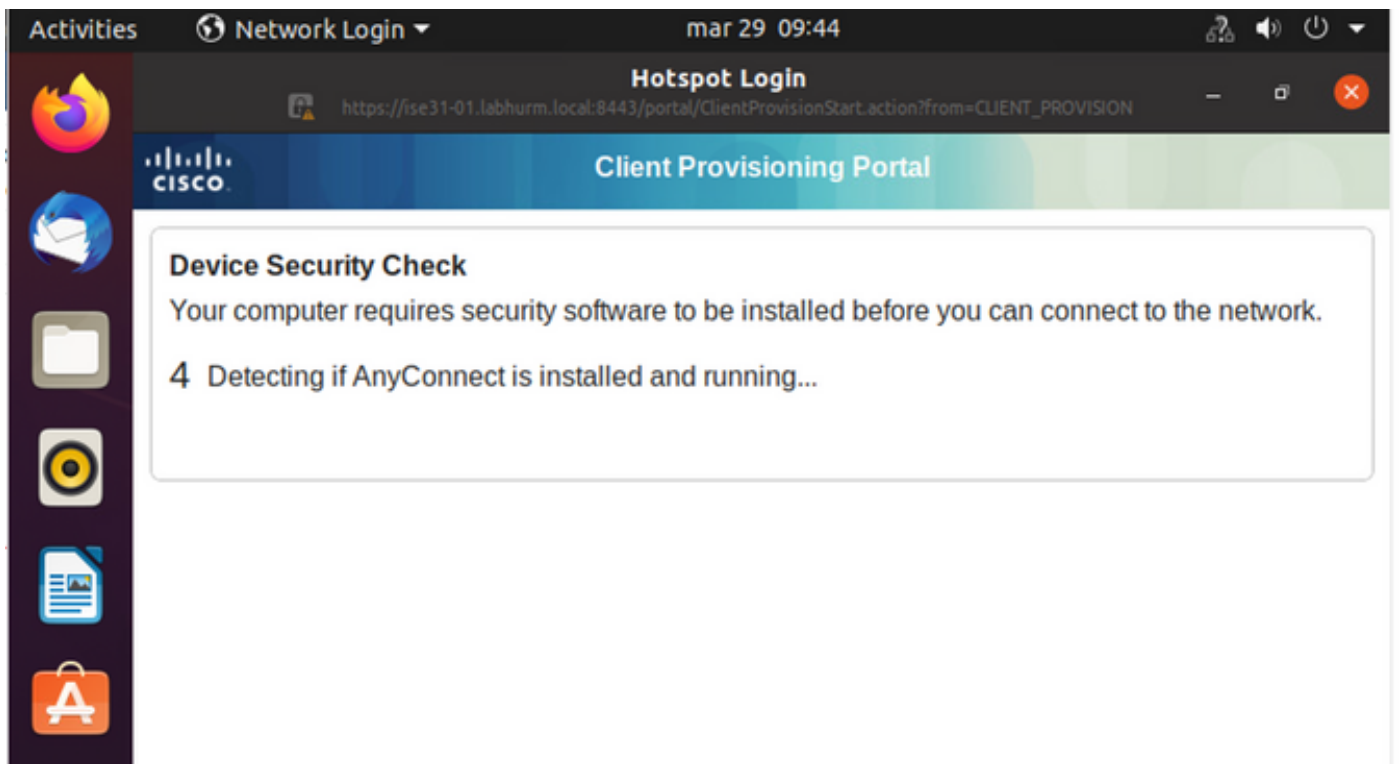 Activities Network Login mar 29 09:44
Hotspot Login
https://ise31-01.labhurm.local:8443/portal/ClientProvisionStart.action?from=CLIENT_PROVISION
CISCO Client Provisioning Portal
Device Security Check
Your computer requires security software to be installed before you can connect to the network.
4 Detecting if AnyConnect is installed and running...